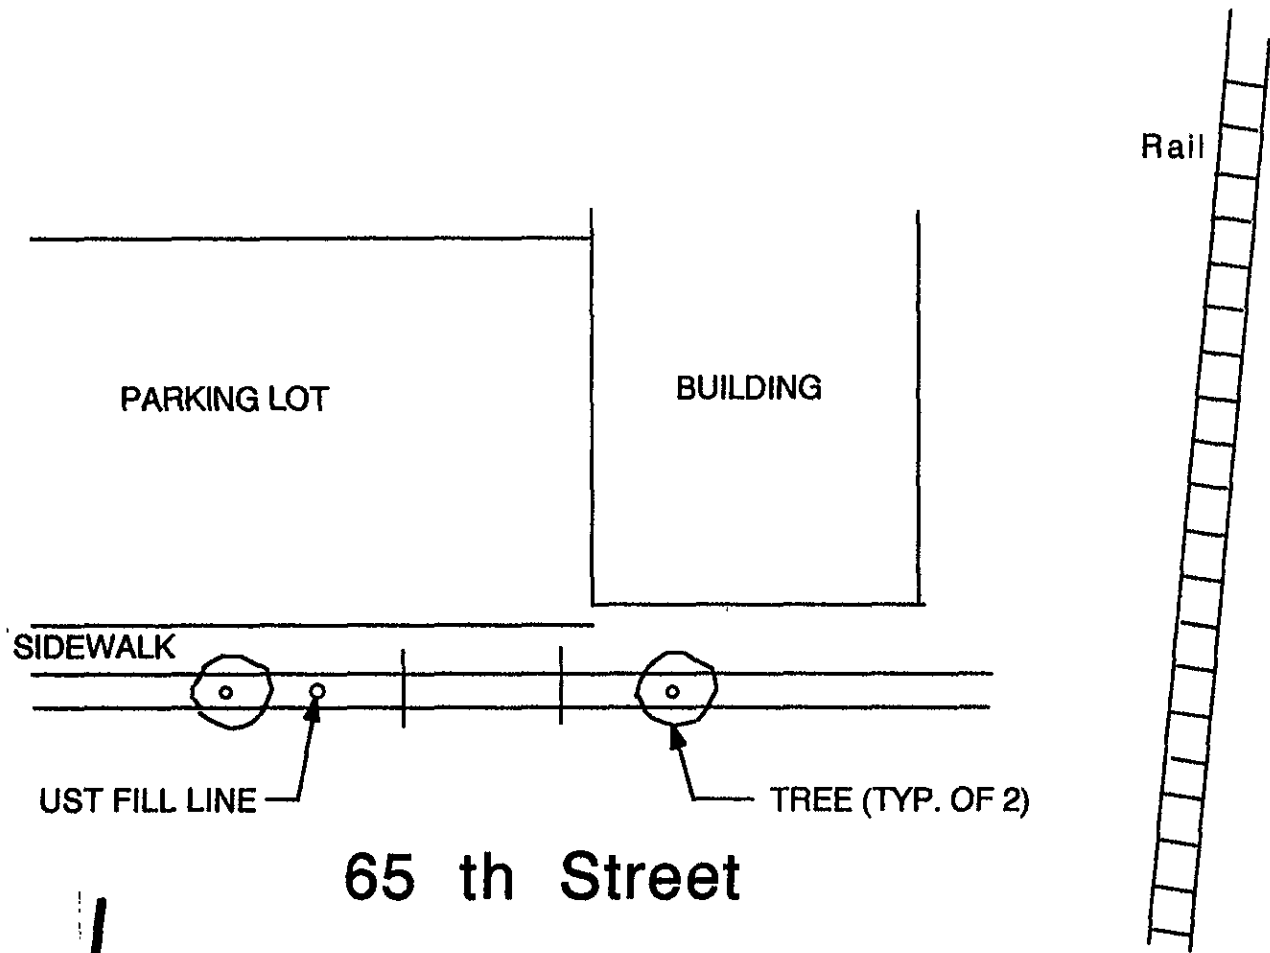 Rail
PARKING LOT
BUILDING
SIDEWALK
UST FILL LINE
TREE (TYP. OF 2)
65 th Street